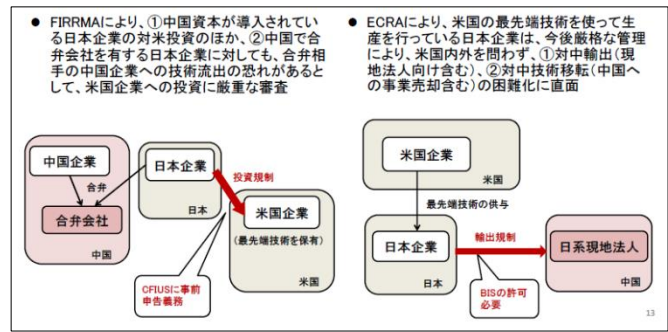 ● FIRRMAにより、①中国資本が導入されてい
る日本企業の対米投資のほか、②中国で合
弁会社を有する日本企業に対しても、合弁相
手の中国企業への技術流出の恐れがあると
して、米国企業への投資に厳重な審査
中国企業
合弁
合弁会社
中国
日本企業
日本
投資規制
米国企業
(最先端技術を保有)
米国
CFIUSに事前
申告義務
● ECRAにより、米国の最先端技術を使って生
産を行っている日本企業は、今後厳格な管
理により、米国内外を問わず、①対中輸出(現
地法人向け含む)、②対中技術移転(中国へ
の事業売却含む)の困難化に直面
米国企業
米国
最先端技術の供与
日本企業
日本
輸出規制
日系現地法人
中国
BISの許可
必要
13